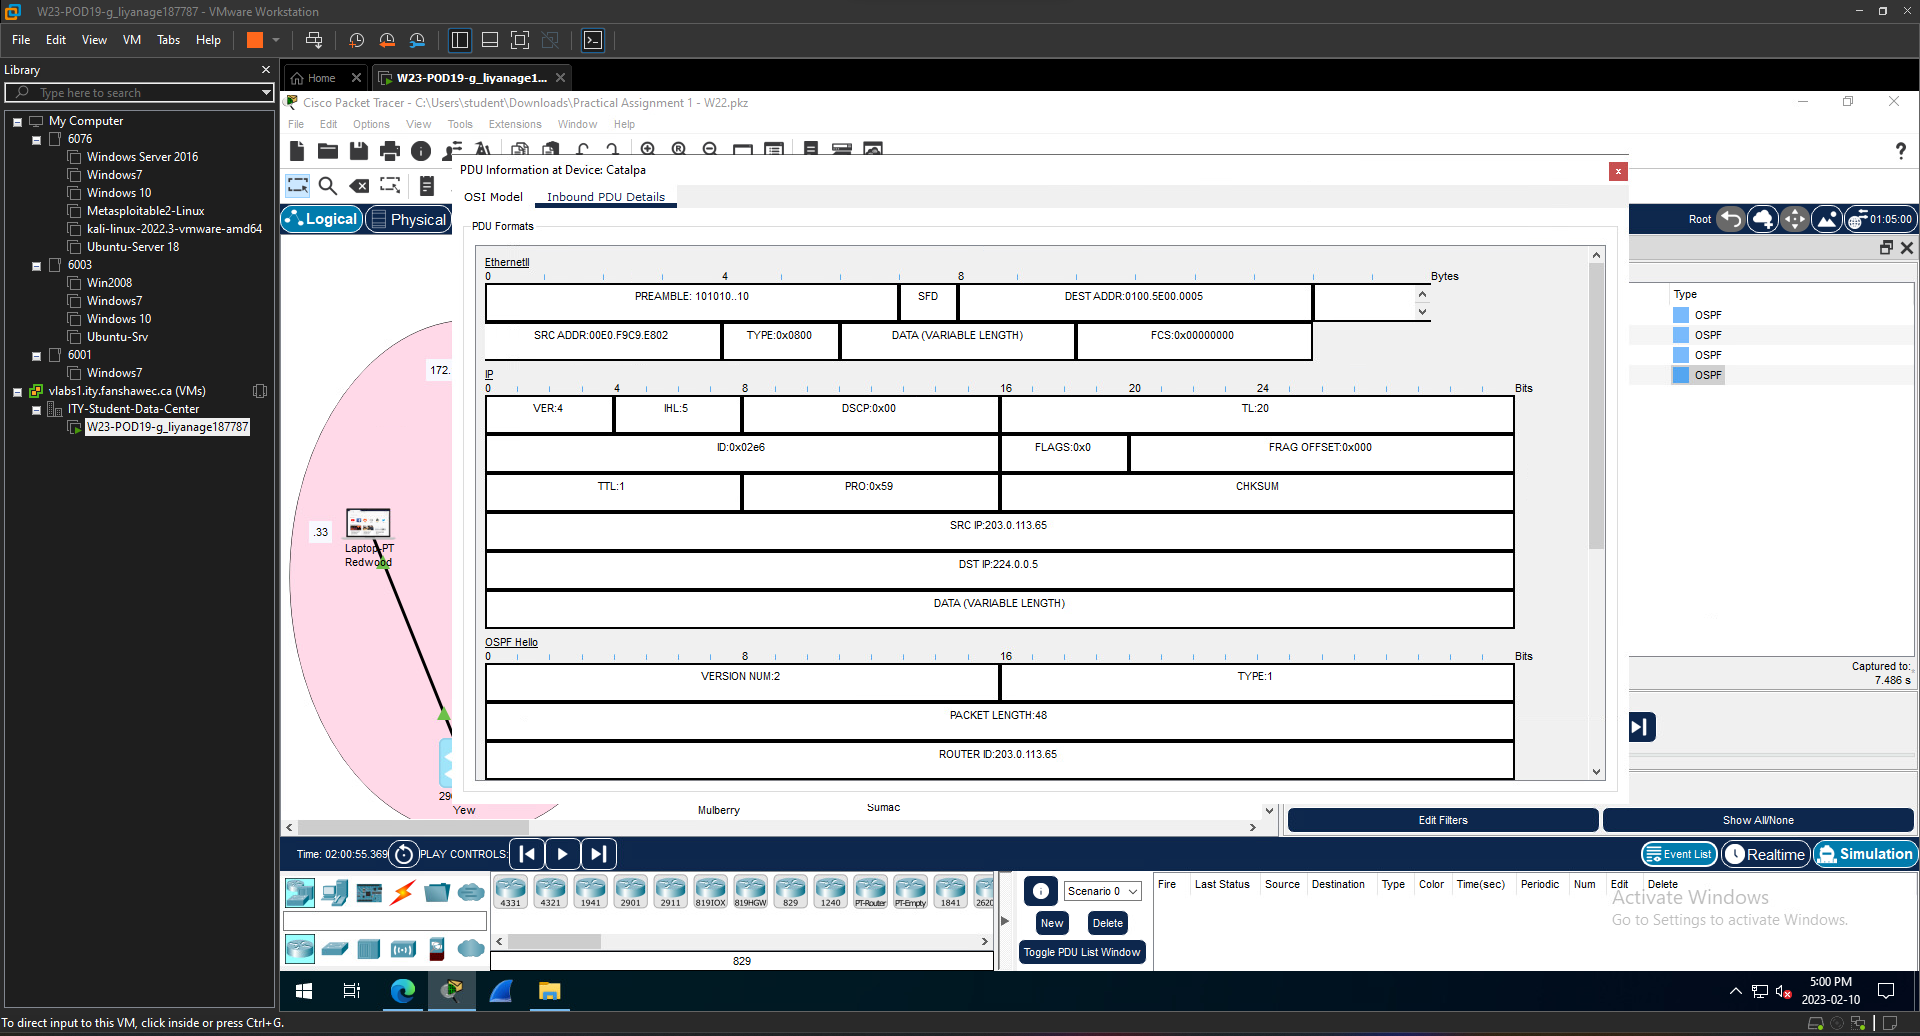 W23-POD19-g_liyanage187787 - VMware Workstation
File Edit View VM Tabs Help
Library
Type here to search
My Computer
6076
Windows Server 2016
Windows7
Windows 10
Metasploitable2-Linux
kali-linux-2022.3-vmware-amd64
Ubuntu-Server 18
6003
Win2008
Windows7
Windows 10
Ubuntu-Srv
6001
Windows7
vlabs1.ity.fanshawec.ca (VMs)
ITY-Student-Data-Center
W23-POD19-g_liyanage187787
Home W23-POD19-g_liyanage1...
Cisco Packet Tracer - C:\Users\student\Downloads\Practical Assignment 1 - W22.pkz
File Edit Options View Tools Extensions Window Help
?
Logical Physical
Root 01:05:00
PDU Information at Device: Catalpa
OSI Model Inbound PDU Details
PDU Formats
EthernetII
0 4 8 Bytes
PREAMBLE: 101010..10 SFD DEST ADDR:0100.5E00.0005
SRC ADDR:00E0.F9C9.E802 TYPE:0x0800 DATA (VARIABLE LENGTH) FCS:0x00000000
IP
0 4 8 16 20 24 Bits
VER:4 IHL:5 DSCP:0x00 TL:20
ID:0x02e6 FLAGS:0x0 FRAG OFFSET:0x000
TTL:1 PRO:0x59 CHKSUM
SRC IP:203.0.113.65
DST IP:224.0.0.5
DATA (VARIABLE LENGTH)
OSPF Hello
0 8 16 Bits
VERSION NUM:2 TYPE:1
PACKET LENGTH:48
ROUTER ID:203.0.113.65
172.
.33
Laptop-PT
Redwood
29
Yew
Mulberry
Sumac
Type
OSPF
OSPF
OSPF
OSPF
Captured to:
7.486 s
Edit Filters Show All/None
Time: 02:00:55.369 PLAY CONTROLS:
Event List Realtime Simulation
4331 4321 1941 2901 2911 819IOX 819HGW 829 1240 PT-Router PT-Empty 1841 2620
829
Scenario 0
New Delete
Toggle PDU List Window
Fire Last Status Source Destination Type Color Time(sec) Periodic Num Edit Delete
Activate Windows
Go to Settings to activate Windows.
5:00 PM
2023-02-10
To direct input to this VM, click inside or press Ctrl+G.